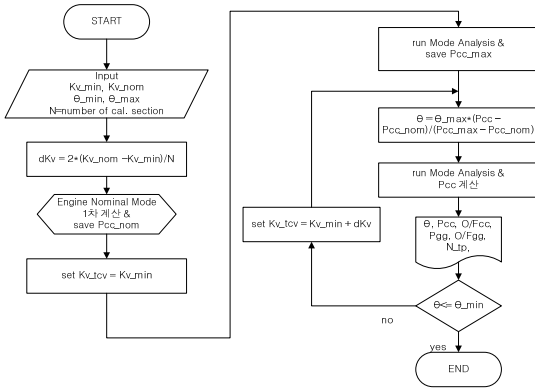 START
Input
Kv_min, Kv_nom
Θ_min, Θ_max
N=number of cal. section
dKv = 2*(Kv_nom -Kv_min)/N
Engine Nominal Mode
1차 계산 &
save Pcc_nom
set Kv_tcv = Kv_min
run Mode Analysis &
save Pcc_max
Θ = Θ_max*(Pcc -
Pcc_nom)/(Pcc_max - Pcc_nom)
run Mode Analysis &
Pcc 계산
set Kv_tcv = Kv_min + dKv
Θ, Pcc, O/Fcc,
Pgg, O/Fgg,
N_tp,
Θ<= Θ_min
no
yes
END